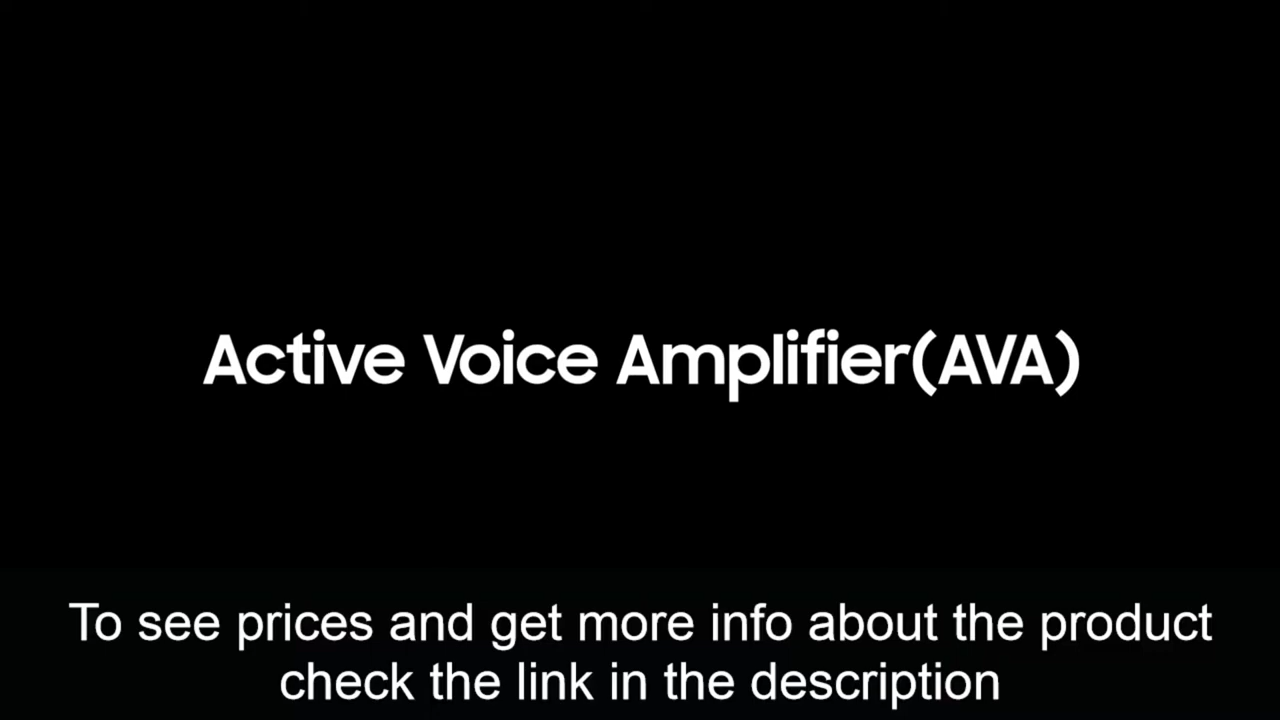 Active Voice Amplifier(AVA)
To see prices and get more info about the product
check the link in the description